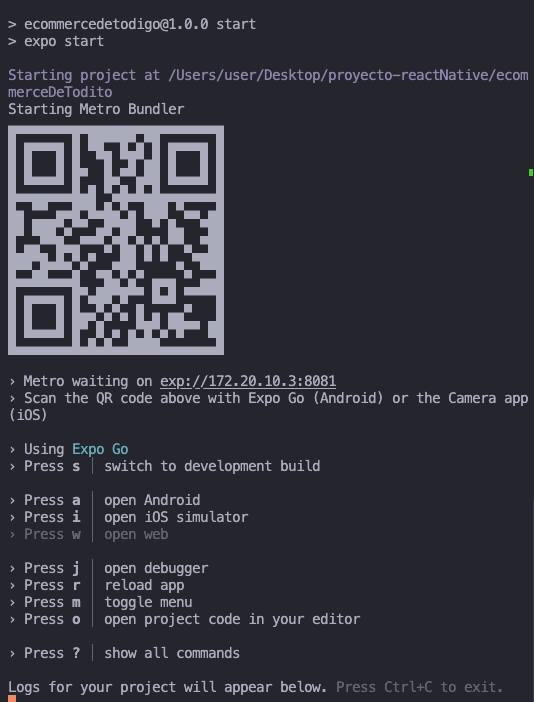 > ecommercedetodigo@1.0.0 start
> expo start
Starting project at /Users/user/Desktop/proyecto-reactNative/ecom
merceDeTodito
Starting Metro Bundler
› Metro waiting on exp://172.20.10.3:8081
› Scan the QR code above with Expo Go (Android) or the Camera app
(iOS)
› Using Expo Go
› Press s │ switch to development build
› Press a │ open Android
› Press i │ open iOS simulator
› Press w │ open web
› Press j │ open debugger
› Press r │ reload app
› Press m │ toggle menu
› Press o │ open project code in your editor
› Press ? │ show all commands
Logs for your project will appear below. Press Ctrl+C to exit.